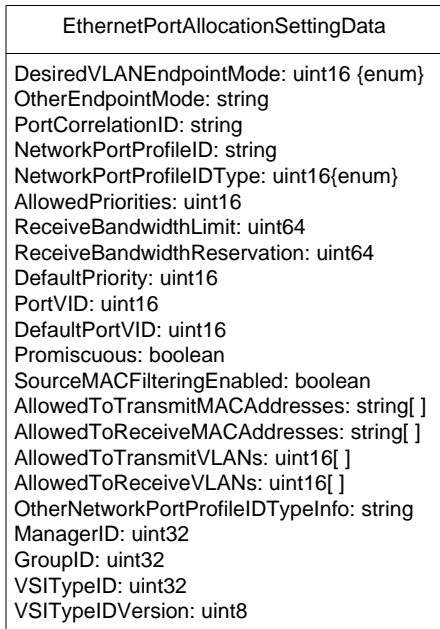 EthernetPortAllocationSettingData
DesiredVLANEndpointMode: uint16 {enum}
OtherEndpointMode: string
PortCorrelationID: string
NetworkPortProfileID: string
NetworkPortProfileIDType: uint16{enum}
AllowedPriorities: uint16
ReceiveBandwidthLimit: uint64
ReceiveBandwidthReservation: uint64
DefaultPriority: uint16
PortVID: uint16
DefaultPortVID: uint16
Promiscuous: boolean
SourceMACFilteringEnabled: boolean
AllowedToTransmitMACAddresses: string[ ]
AllowedToReceiveMACAddresses: string[ ]
AllowedToTransmitVLANs: uint16[ ]
AllowedToReceiveVLANs: uint16[ ]
OtherNetworkPortProfileIDTypeInfo: string
ManagerID: uint32
GroupID: uint32
VSITypeID: uint32
VSITypeIDVersion: uint8